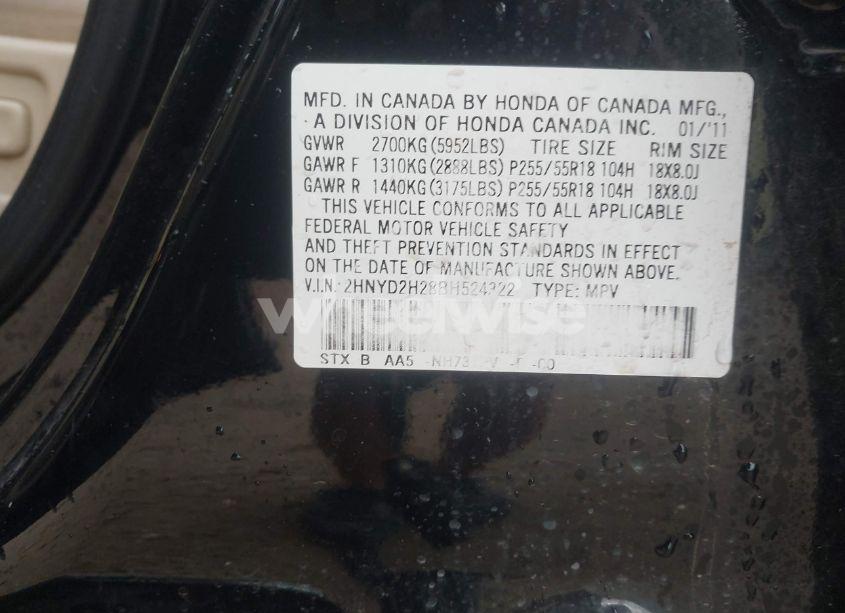 MFD. IN CANADA BY HONDA OF CANADA MFG.,
A DIVISION OF HONDA CANADA INC. 01/'11
GVWR 2700KG(5952LBS) TIRE SIZE RIM SIZE
GAWR F 1310KG(2888LBS) P255/55R18 104H 18X8.0J
GAWR R 1440KG(3175LBS) P255/55R18 104H 18X8.0J
THIS VEHICLE CONFORMS TO ALL APPLICABLE
FEDERAL MOTOR VEHICLE SAFETY
AND THEFT PREVENTION STANDARDS IN EFFECT
ON THE DATE OF MANUFACTURE SHOWN ABOVE.
V.I.N.: 2HNYD2H28BH524322 TYPE: MPV
wheelwise
STX B AA5